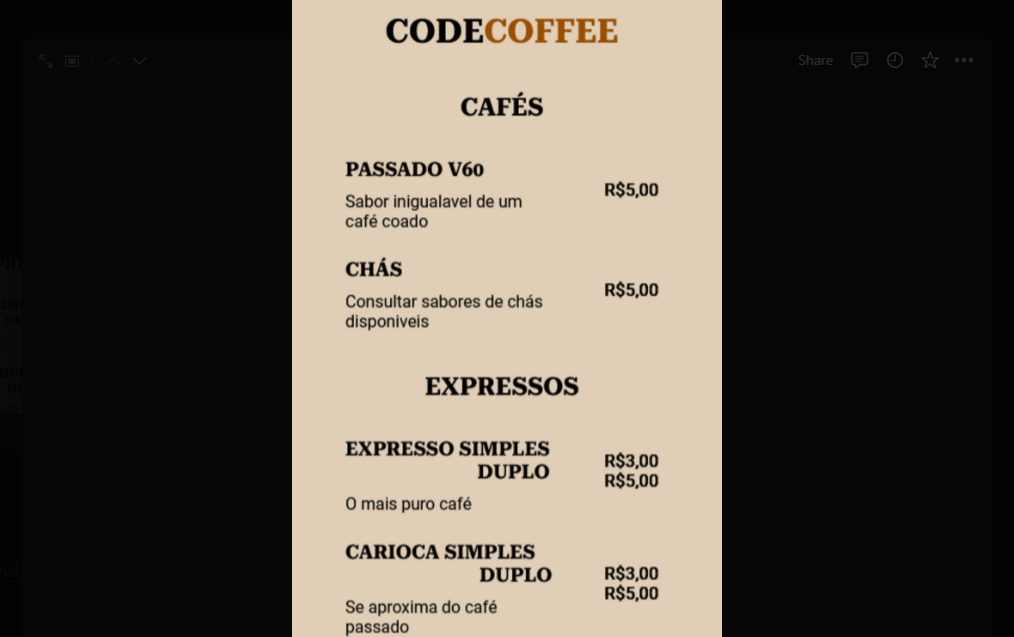 CODECOFFEE
Share
CAFÉS
PASSADO V60
R$5,00
Sabor inigualavel de um
café coado
CHÁS
R$5,00
Consultar sabores de chás
disponiveis
EXPRESSOS
EXPRESSO SIMPLES
R$3,00
DUPLO
R$5,00
O mais puro café
CARIOCA SIMPLES
DUPLO
R$3,00
R$5,00
Se aproxima do café
passado